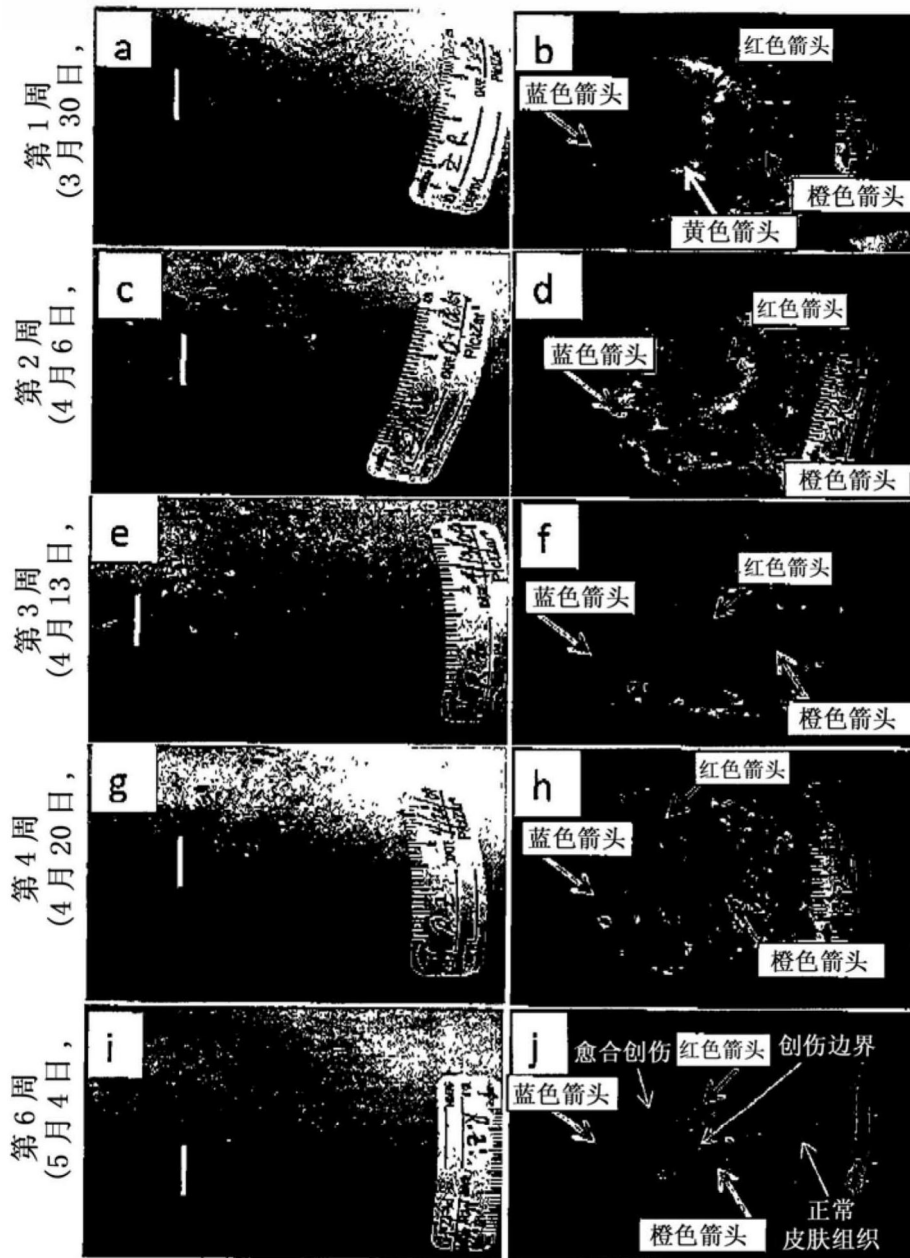 第1周
(3月30日,
a
b
红色箭头
蓝色箭头
橙色箭头
黄色箭头
第2周
(4月6日,
c
d
红色箭头
蓝色箭头
橙色箭头
第3周
(4月13日,
e
f
红色箭头
蓝色箭头
橙色箭头
第4周
(4月20日,
g
h
红色箭头
蓝色箭头
橙色箭头
第6周
(5月4日,
i
j
愈合创伤 红色箭头 创伤边界
蓝色箭头
橙色箭头
正常
皮肤组织